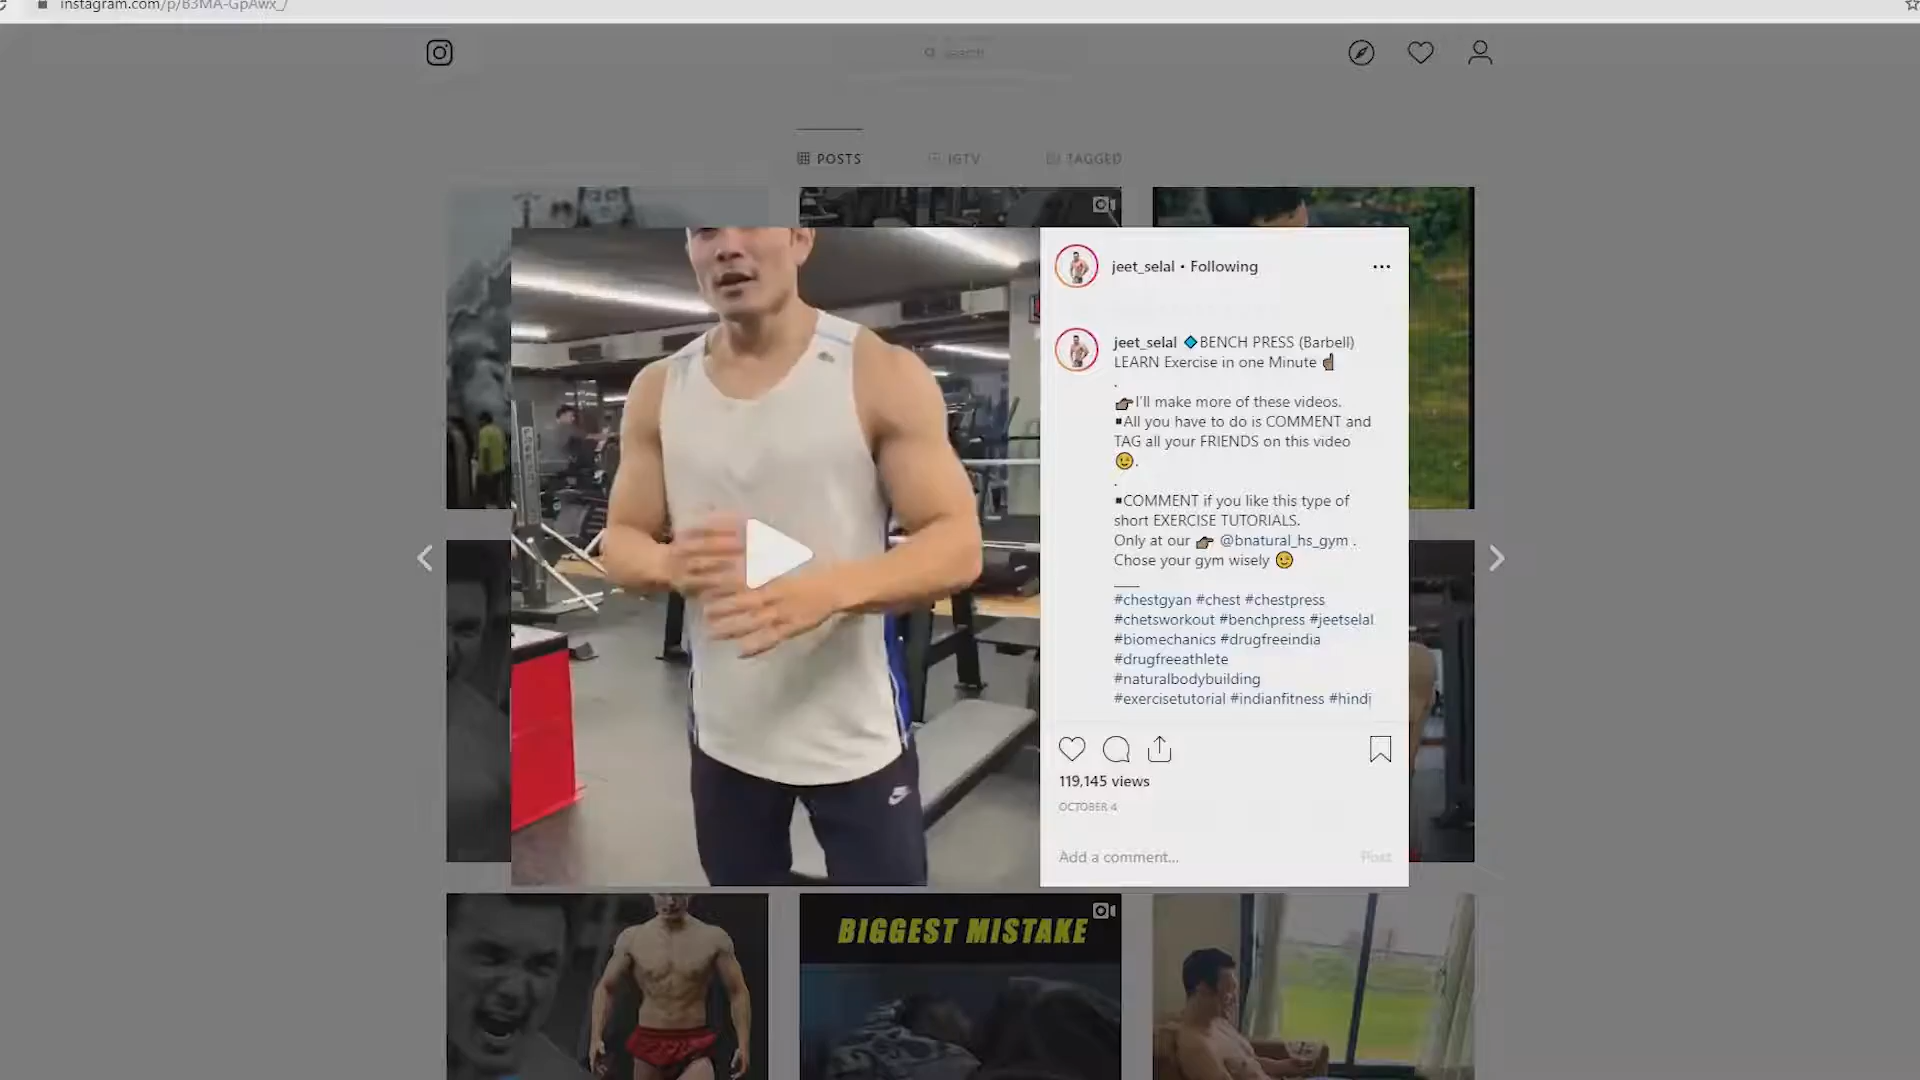 instagram.com/p/B3MA-GpAwx_/
Search
POSTS
IGTV
TAGGED
jeet_selal • Following
jeet_selal 🔷BENCH PRESS (Barbell)
LEARN Exercise in one Minute ☝🏽
.
👉🏽I'll make more of these videos.
▪All you have to do is COMMENT and
TAG all your FRIENDS on this video
😉.
.
▪COMMENT if you like this type of
short EXERCISE TUTORIALS.
Only at our 👉🏽 @bnatural_hs_gym .
Chose your gym wisely 😉
____
#chestgyan #chest #chestpress
#chetsworkout #benchpress #jeetselal
#biomechanics #drugfreeindia
#drugfreeathlete
#naturalbodybuilding
#exercisetutorial #indianfitness #hindi
119,145 views
OCTOBER 4
Add a comment...
Post
BIGGEST MISTAKE